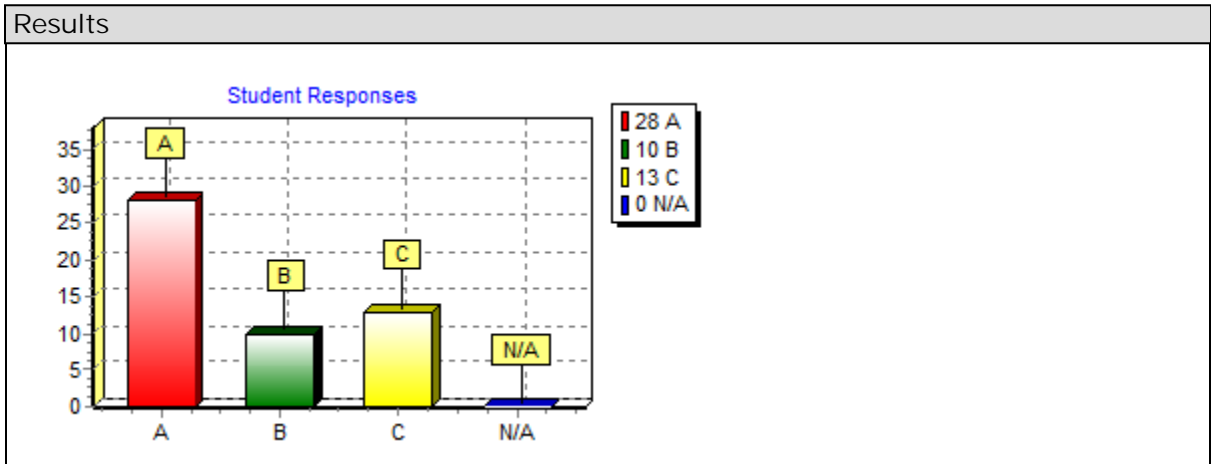 Results
Student Responses
28 A
10 B
13 C
0 N/A
35
30
25
20
15
10
5
0
A
B
C
N/A
A
B
C
N/A